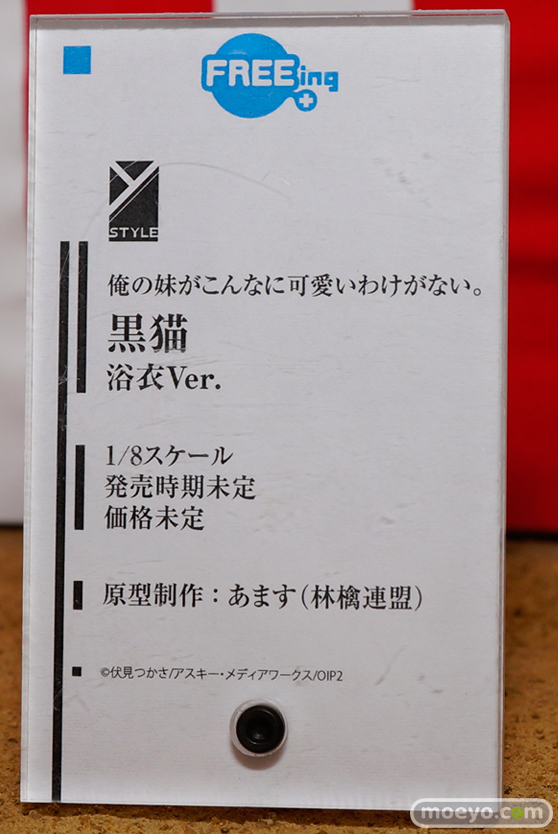 FREEing
Y
STYLE
俺の妹がこんなに可愛いわけがない。
黒猫
浴衣Ver.
1/8スケール
発売時期未定
価格未定
原型制作：あます(林檎連盟)
©伏見つかさ/アスキー・メディアワークス/OIP2
moeyo.com